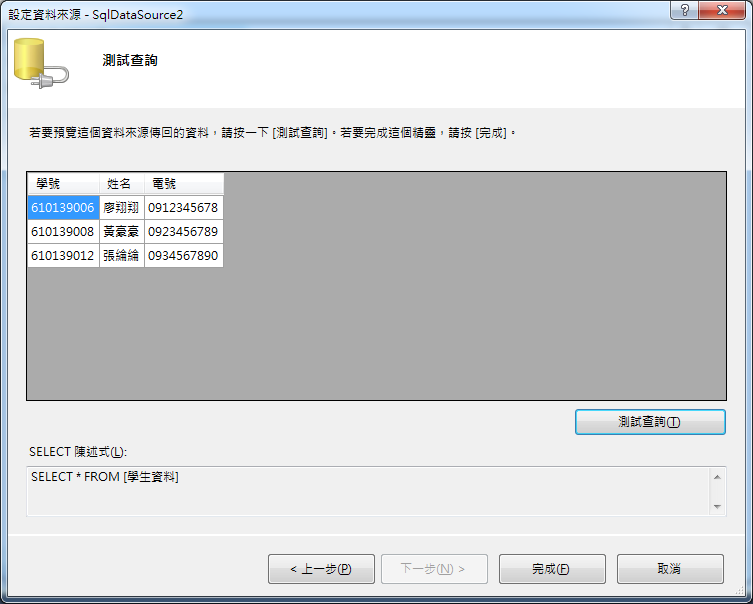 設定資料來源 - SqlDataSource2
測試查詢
若要預覽這個資料來源傳回的資料，請按一下 [測試查詢]。若要完成這個精靈，請按 [完成]。
學號 姓名 電號
610139006 廖翔翔 0912345678
610139008 黃豪豪 0923456789
610139012 張綸綸 0934567890
測試查詢(T)
SELECT 陳述式(L):
SELECT * FROM [學生資料]
< 上一步(P) 下一步(N) > 完成(F) 取消